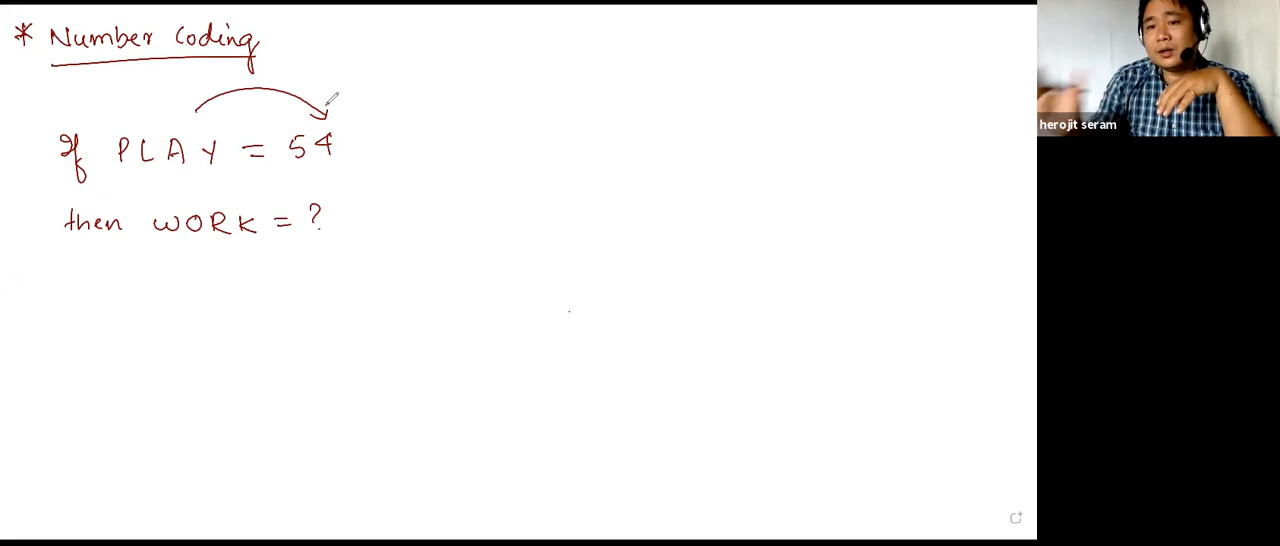 * Number Coding
If PLAY = 54
then WORK = ?
herojit seram